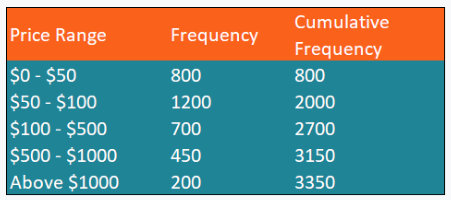 Price Range Frequency Cumulative Frequency
$0 - $50 800 800
$50 - $100 1200 2000
$100 - $500 700 2700
$500 - $1000 450 3150
Above $1000 200 3350